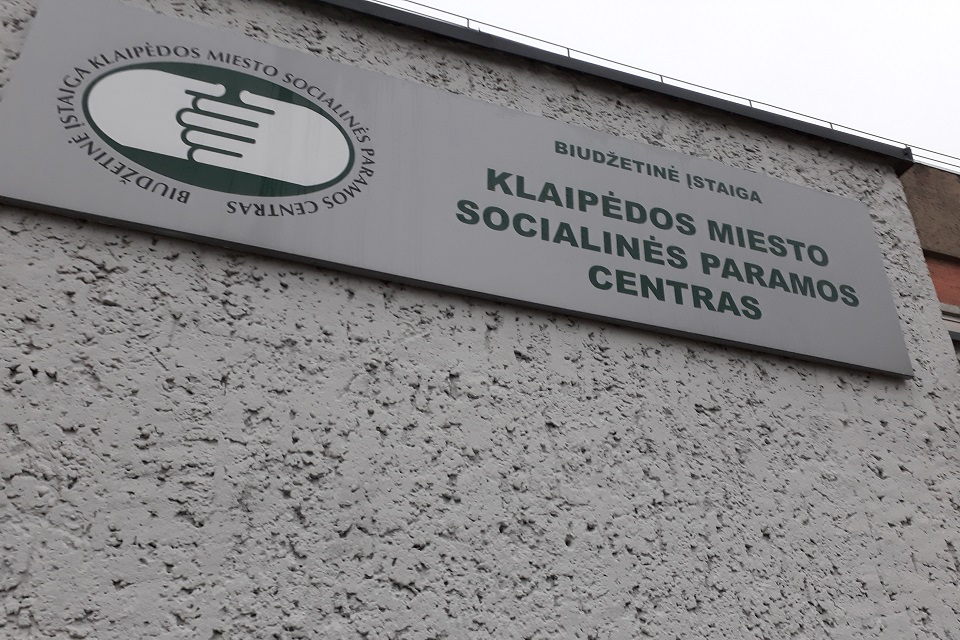 BIUDŽETINĖ ĮSTAIGA KLAIPĖDOS MIESTO SOCIALINĖS PARAMOS CENTRAS
BIUDŽETINĖ ĮSTAIGA
KLAIPĖDOS MIESTO
SOCIALINĖS PARAMOS
CENTRAS